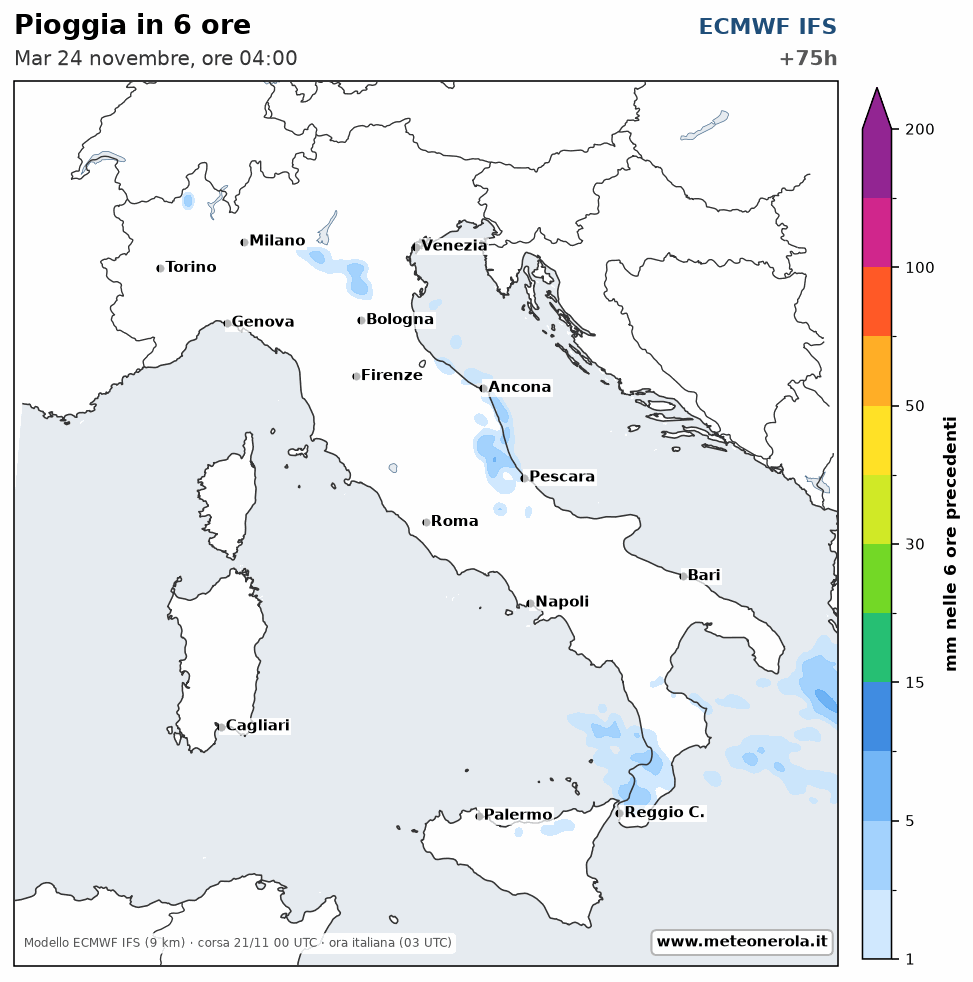 Pioggia in 6 ore
ECMWF IFS
Mar 24 novembre, ore 04:00
+75h
200
100
50
30
15
5
1
mm nelle 6 ore precedenti
Milano
Venezia
Torino
Genova
Bologna
Firenze
Ancona
Pescara
Roma
Bari
Napoli
Cagliari
Palermo
Reggio C.
Modello ECMWF IFS (9 km) · corsa 21/11 00 UTC · ora italiana (03 UTC)
www.meteonerola.it